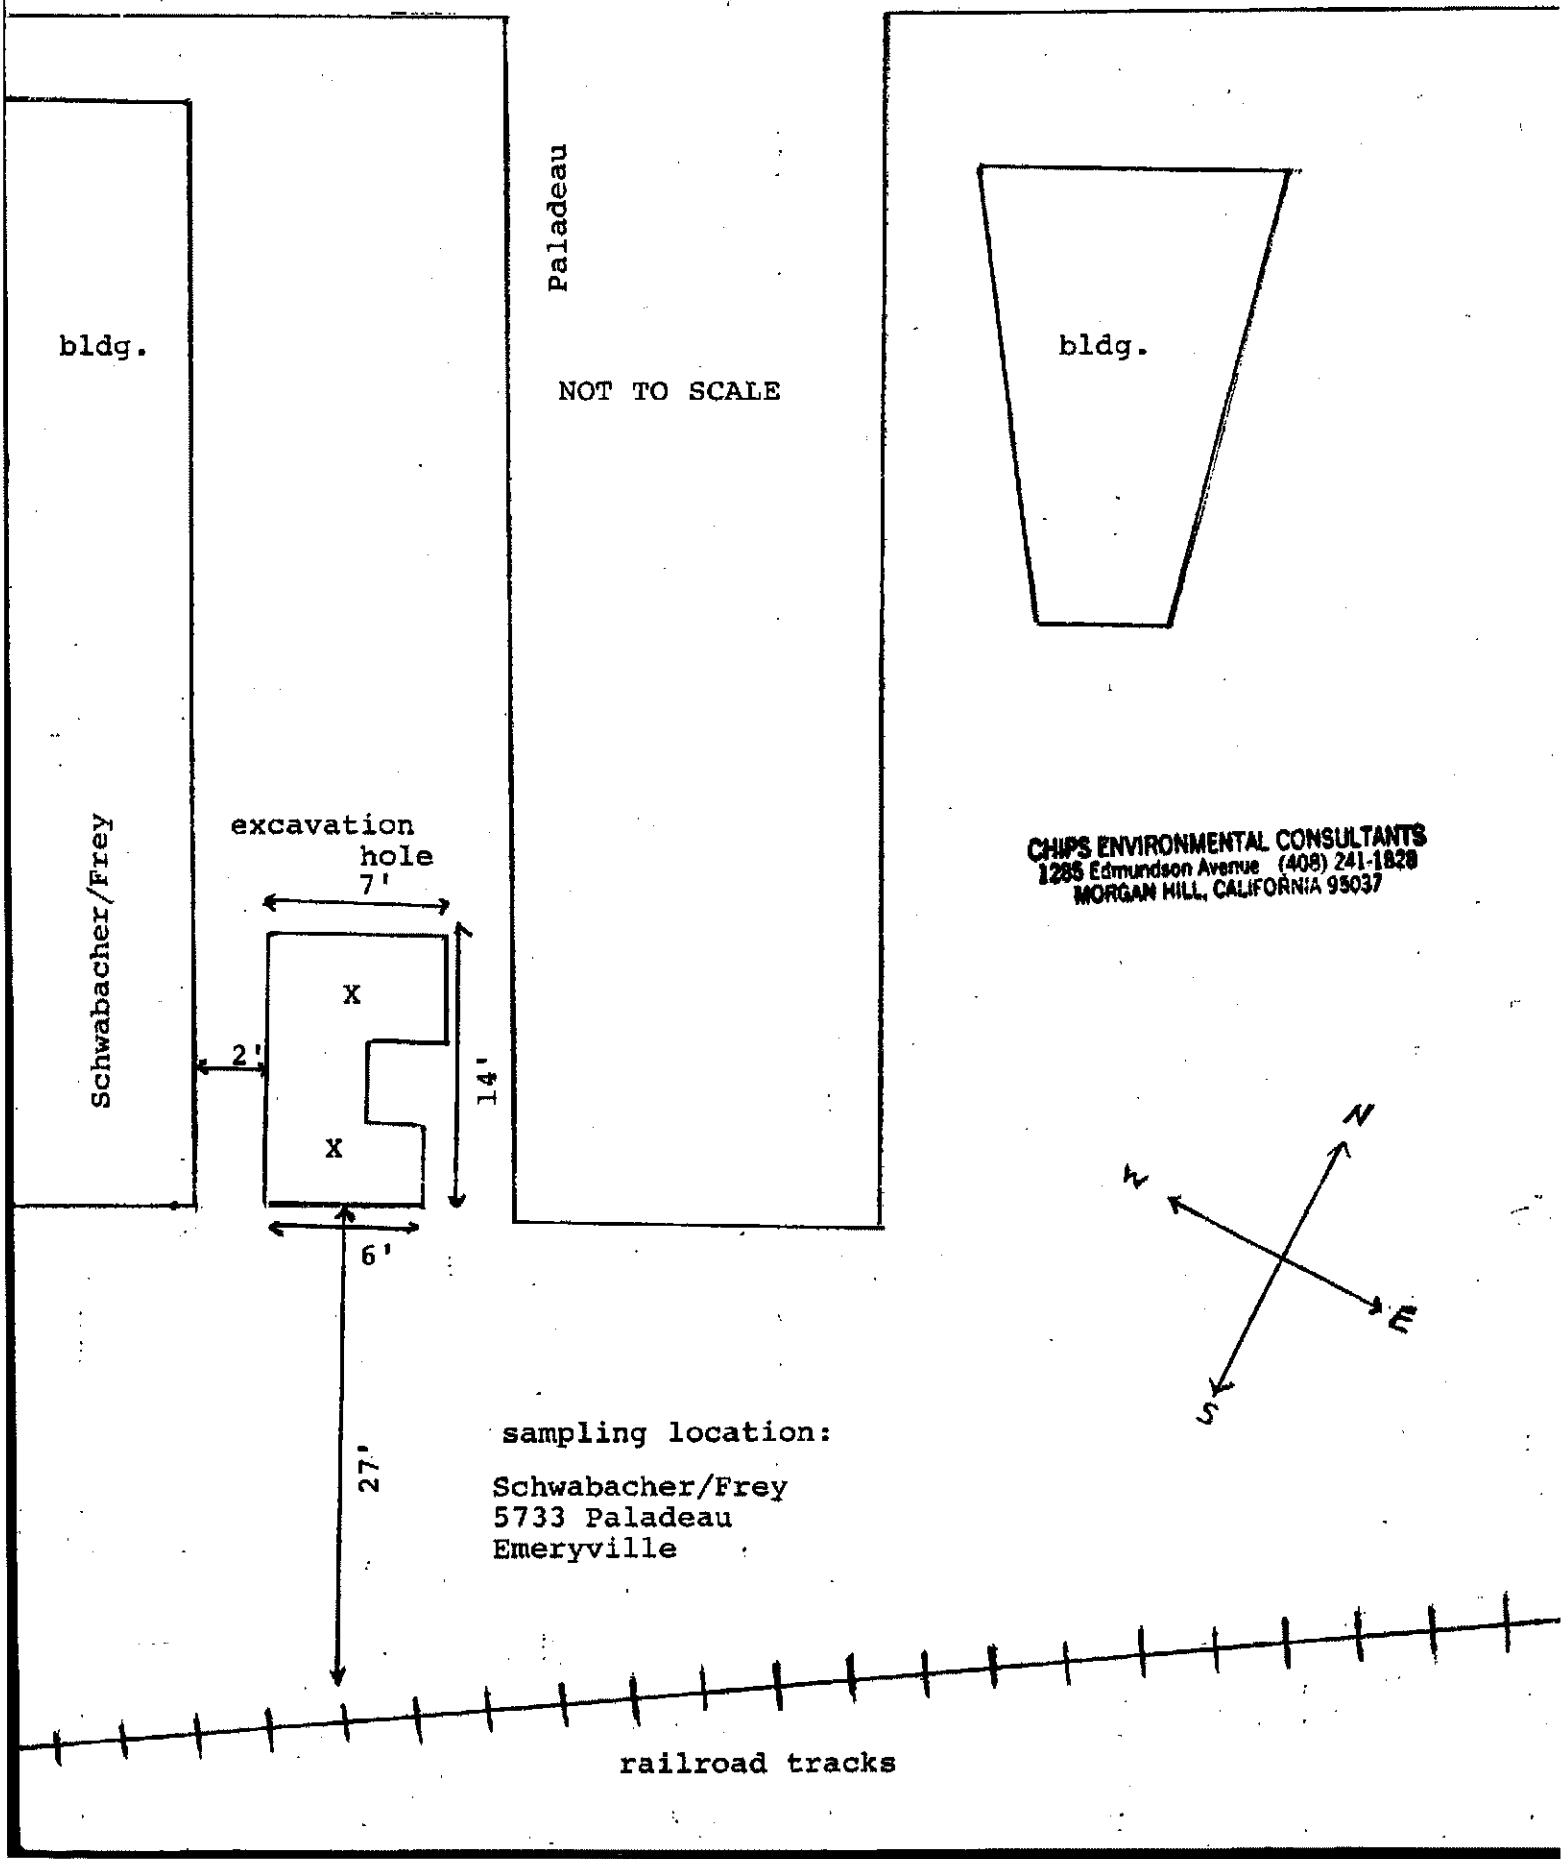 Paladeau
bldg.
bldg.
NOT TO SCALE
Schwabacher/Frey
excavation
hole
7'
CHIPS ENVIRONMENTAL CONSULTANTS
1285 Edmundson Avenue (408) 241-1828
MORGAN HILL, CALIFORNIA 95037
X
2'
14'
X
6'
N
W
E
S
27'
sampling location:
Schwabacher/Frey
5733 Paladeau
Emeryville
railroad tracks